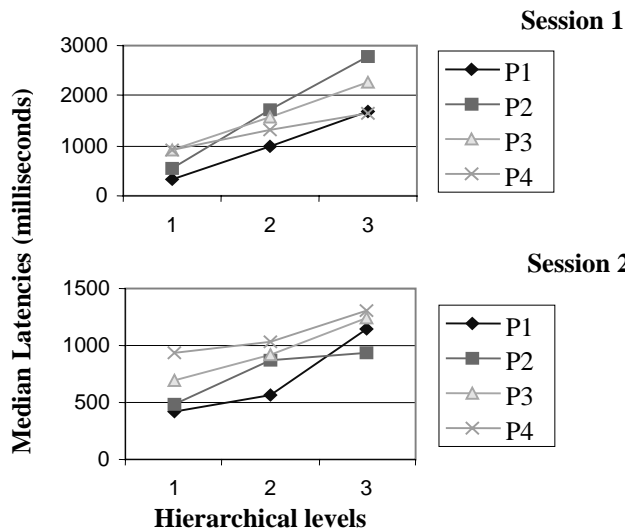 Session 1
3000
2000
1000
0
1 2 3
P1
P2
P3
P4
Session 2
1500
1000
500
0
1 2 3
P1
P2
P3
P4
Median Latencies (milliseconds)
Hierarchical levels